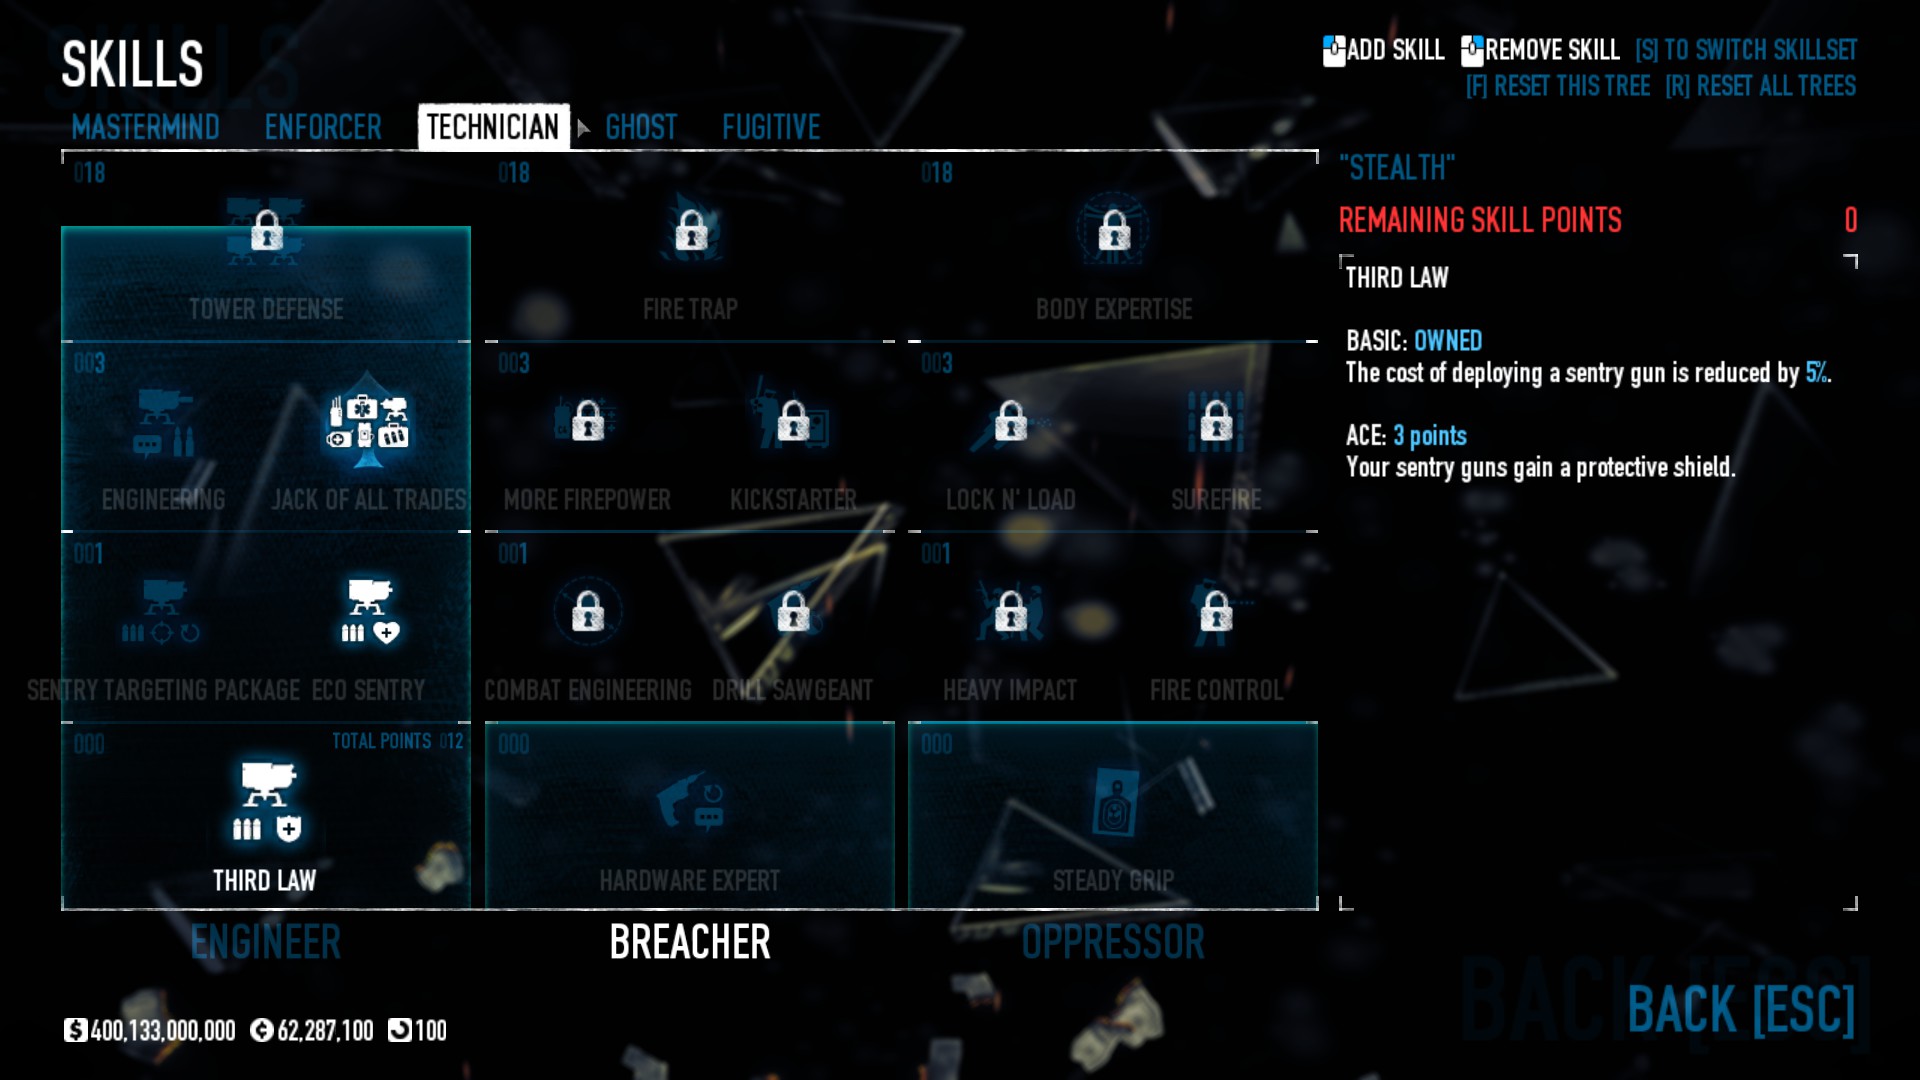 SKILLS
ADD SKILL REMOVE SKILL [S] TO SWITCH SKILLSET
[F] RESET THIS TREE [R] RESET ALL TREES
MASTERMIND ENFORCER TECHNICIAN GHOST FUGITIVE
018 018 018
TOWER DEFENSE FIRE TRAP BODY EXPERTISE
003 003 003
ENGINEERING JACK OF ALL TRADES MORE FIREPOWER KICKSTARTER LOCK N' LOAD SUREFIRE
001 001 001
SENTRY TARGETING PACKAGE ECO SENTRY COMBAT ENGINEERING DRILL SAWGEANT HEAVY IMPACT FIRE CONTROL
000 TOTAL POINTS 012 000 000
THIRD LAW HARDWARE EXPERT STEADY GRIP
ENGINEER BREACHER OPPRESSOR
"STEALTH"
REMAINING SKILL POINTS 0
THIRD LAW
BASIC: OWNED
The cost of deploying a sentry gun is reduced by 5%.
ACE: 3 points
Your sentry guns gain a protective shield.
400,133,000,000 62,287,100 100
BACK [ESC]